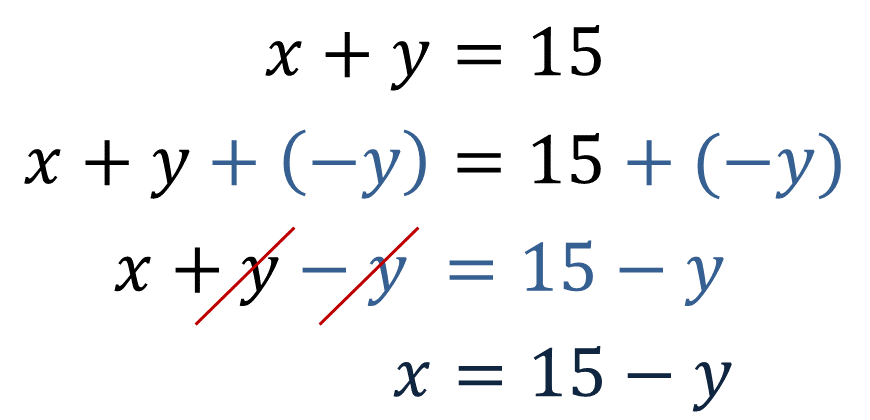 x + y = 15
x + y + (−y) = 15 + (−y)
x + y − y = 15 − y
x = 15 − y